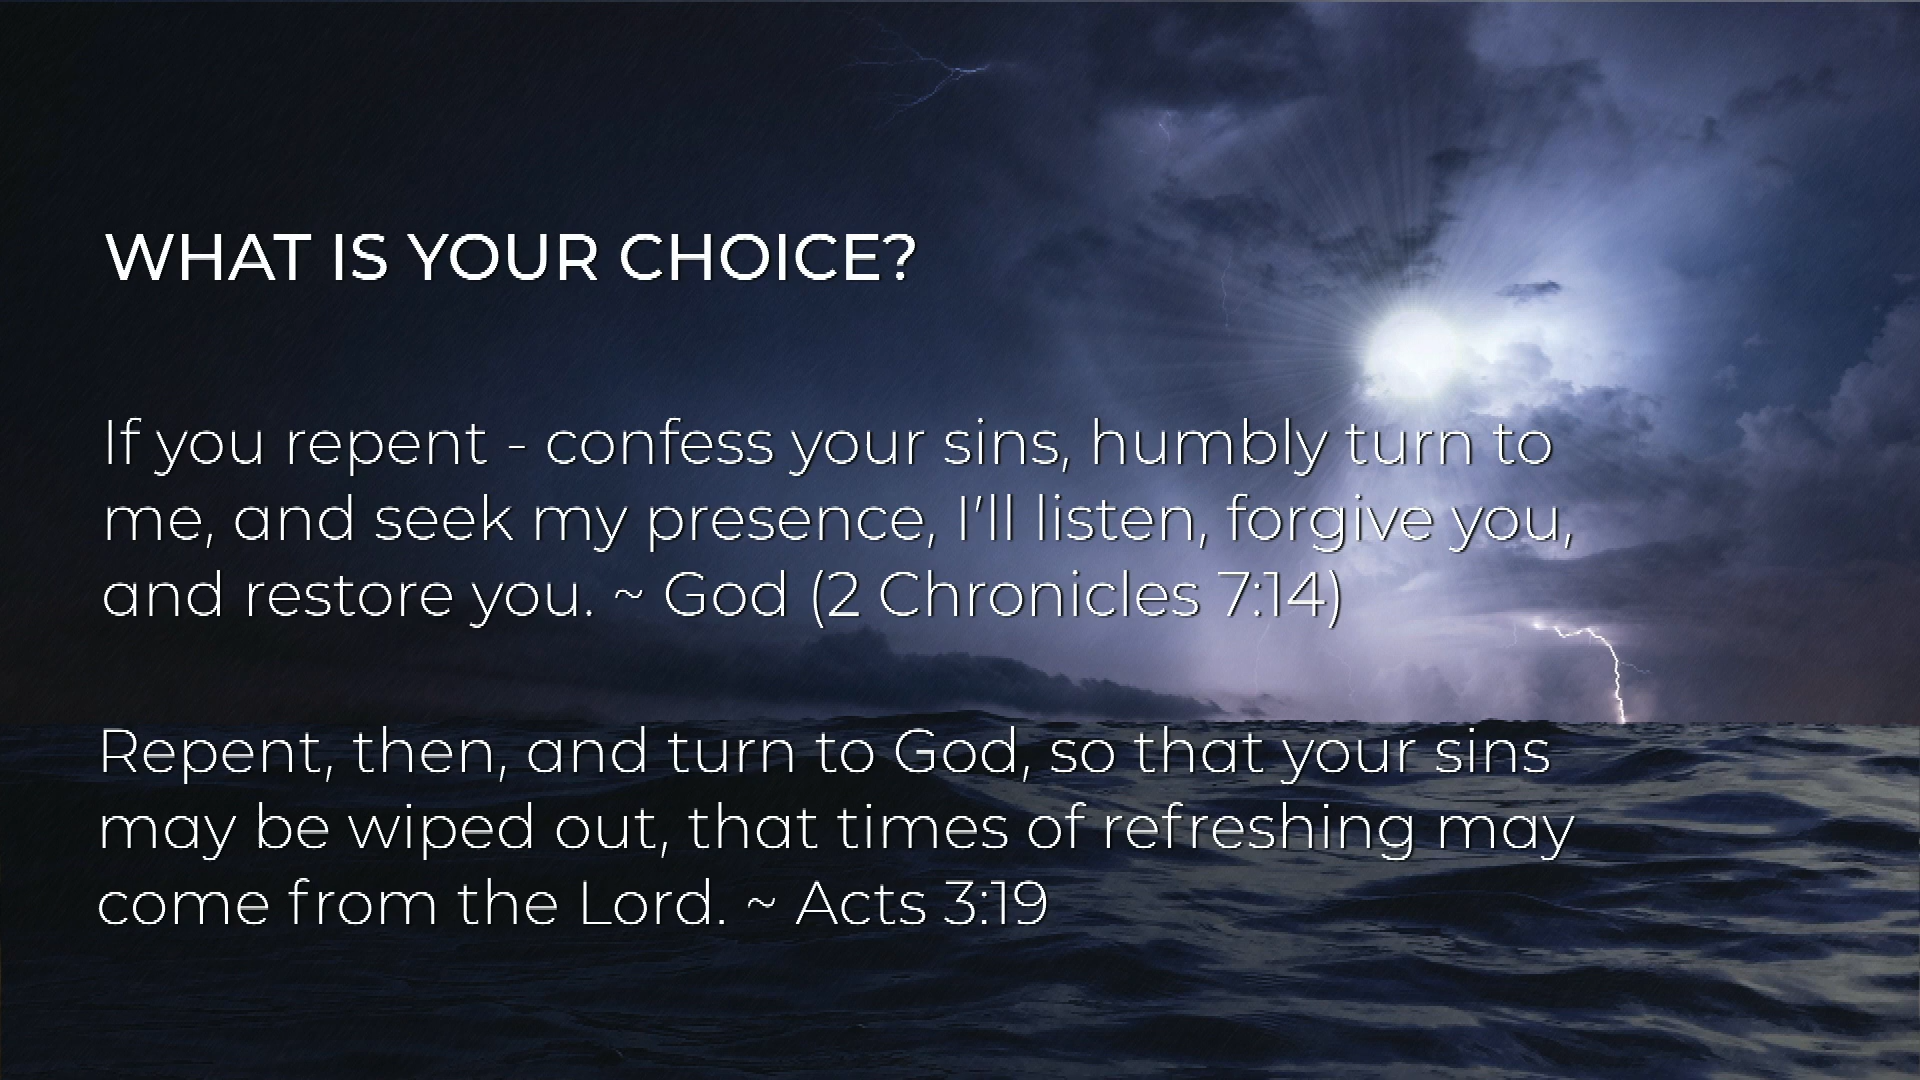 WHAT IS YOUR CHOICE?
If you repent - confess your sins, humbly turn to
me, and seek my presence, I'll listen, forgive you,
and restore you. ~ God (2 Chronicles 7:14)
Repent, then, and turn to God, so that your sins
may be wiped out, that times of refreshing may
come from the Lord. ~ Acts 3:19